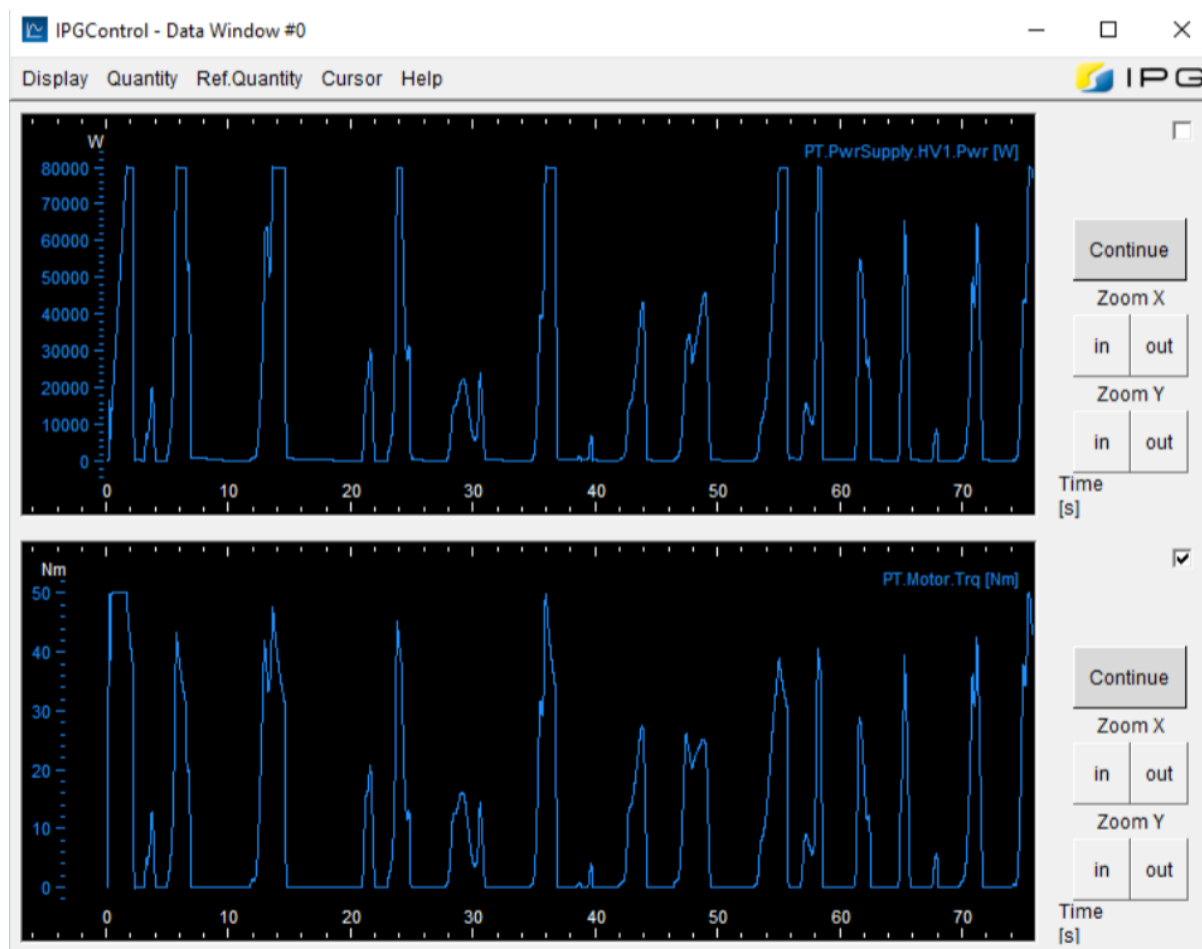 IPGControl - Data Window #0
Display Quantity Ref.Quantity Cursor Help
IPG
W
PT.PwrSupply.HV1.Pwr [W]
80000
70000
60000
50000
40000
30000
20000
10000
0
0 10 20 30 40 50 60 70
Continue
Zoom X
in out
Zoom Y
in out
Time
[s]
Nm
PT.Motor.Trq [Nm]
50
40
30
20
10
0
0 10 20 30 40 50 60 70
Continue
Zoom X
in out
Zoom Y
in out
Time
[s]